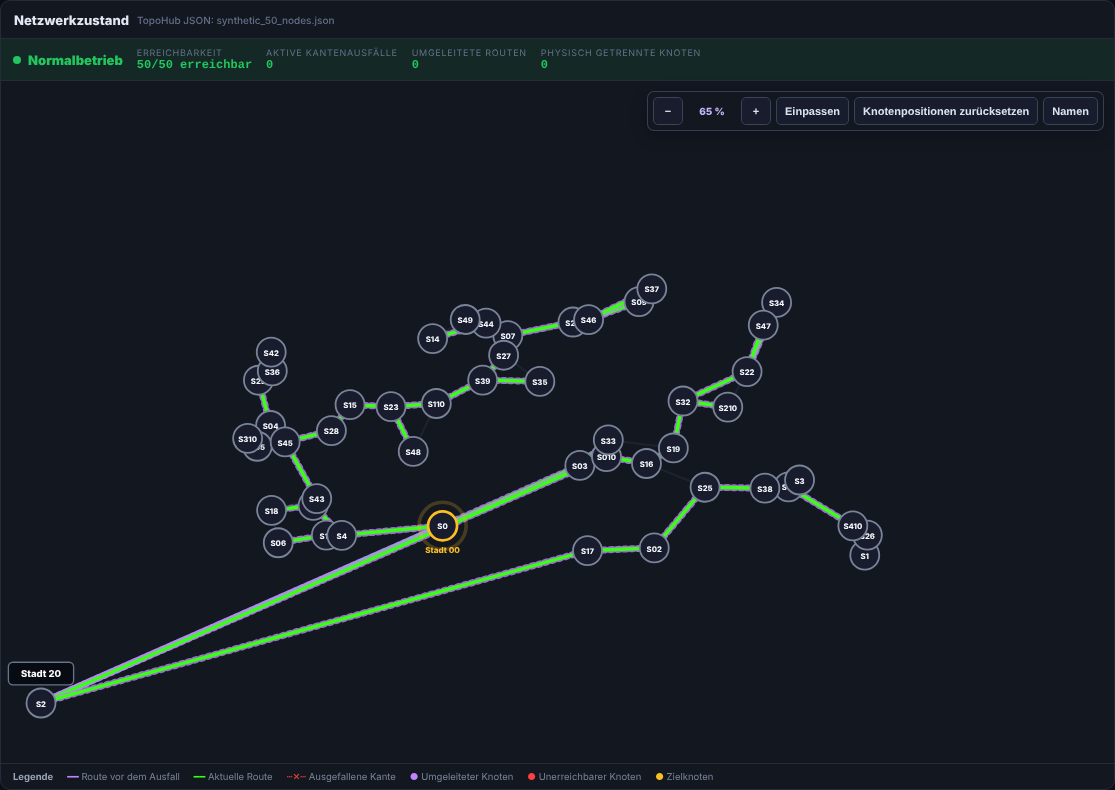 Netzwerkzustand TopoHub JSON: synthetic_50_nodes.json
Normalbetrieb
ERREICHBARKEIT AKTIVE KANTENAUSFÄLLE UMGELEITETE ROUTEN PHYSISCH GETRENNTE KNOTEN
50/50 erreichbar 0 0 0
− 65 % + Einpassen Knotenpositionen zurücksetzen Namen
S37
S34
S49 S44 S46
S47
S14 S07
S42 S27
S36 S22
S39 S35
S15 S23 S110 S32 S210
S04 S28
S310 S45 S33
S48 S010 S19
S03 S16
S3
S43 S25 S38
S18
S0 S410
S06 S4 S26
Stadt 00
S17 S02 S1
Stadt 20
S2
Legende Route vor dem Ausfall Aktuelle Route Ausgefallene Kante Umgeleiteter Knoten Unerreichbarer Knoten Zielknoten